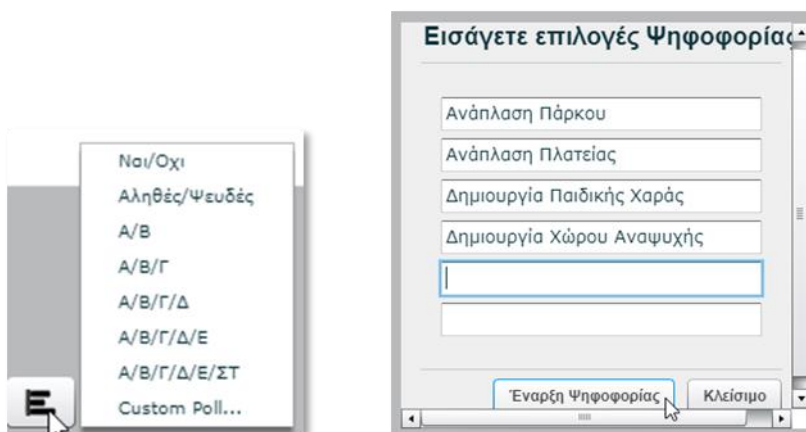 Ναι/Οχι
Αληθές/Ψευδές
Α/Β
Α/Β/Γ
Α/Β/Γ/Δ
Α/Β/Γ/Δ/Ε
Α/Β/Γ/Δ/Ε/ΣΤ
Custom Poll...
Εισάγετε επιλογές Ψηφοφορίας
Ανάπλαση Πάρκου
Ανάπλαση Πλατείας
Δημιουργία Παιδικής Χαράς
Δημιουργία Χώρου Αναψυχής
Έναρξη Ψηφοφορίας Κλείσιμο